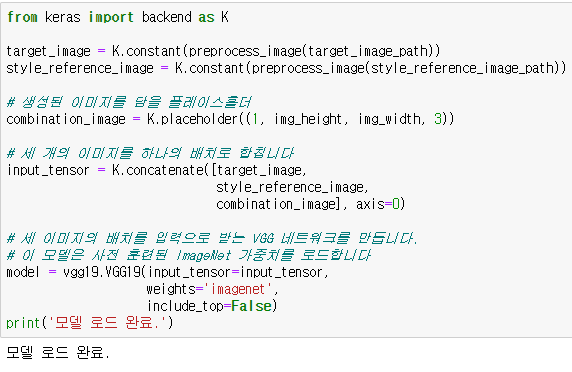 from keras import backend as K
target_image = K.constant(preprocess_image(target_image_path))
style_reference_image = K.constant(preprocess_image(style_reference_image_path))
# 생성된 이미지를 담을 플레이스홀더
combination_image = K.placeholder((1, img_height, img_width, 3))
# 세 개의 이미지를 하나의 배치로 합칩니다
input_tensor = K.concatenate([target_image,
style_reference_image,
combination_image], axis=0)
# 세 이미지의 배치를 입력으로 받는 VGG 네트워크를 만듭니다.
# 이 모델은 사전 훈련된 ImageNet 가중치를 로드합니다
model = vgg19.VGG19(input_tensor=input_tensor,
weights='imagenet',
include_top=False)
print('모델 로드 완료.')
모델 로드 완료.